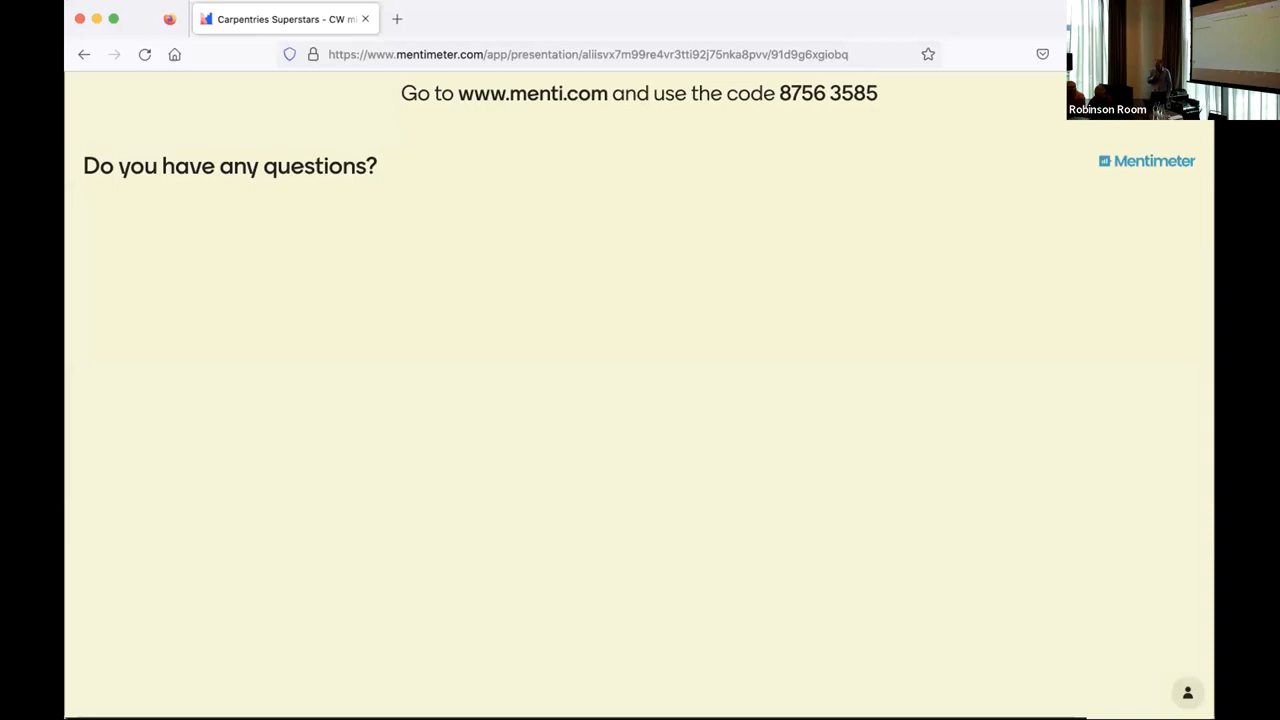 Carpentries Superstars - CW mi
https://www.mentimeter.com/app/presentation/aliisvx7m99re4vr3tti92j75nka8pvv/91d9g6xgiobq
Robinson Room
Go to www.menti.com and use the code 8756 3585
Do you have any questions?
Mentimeter